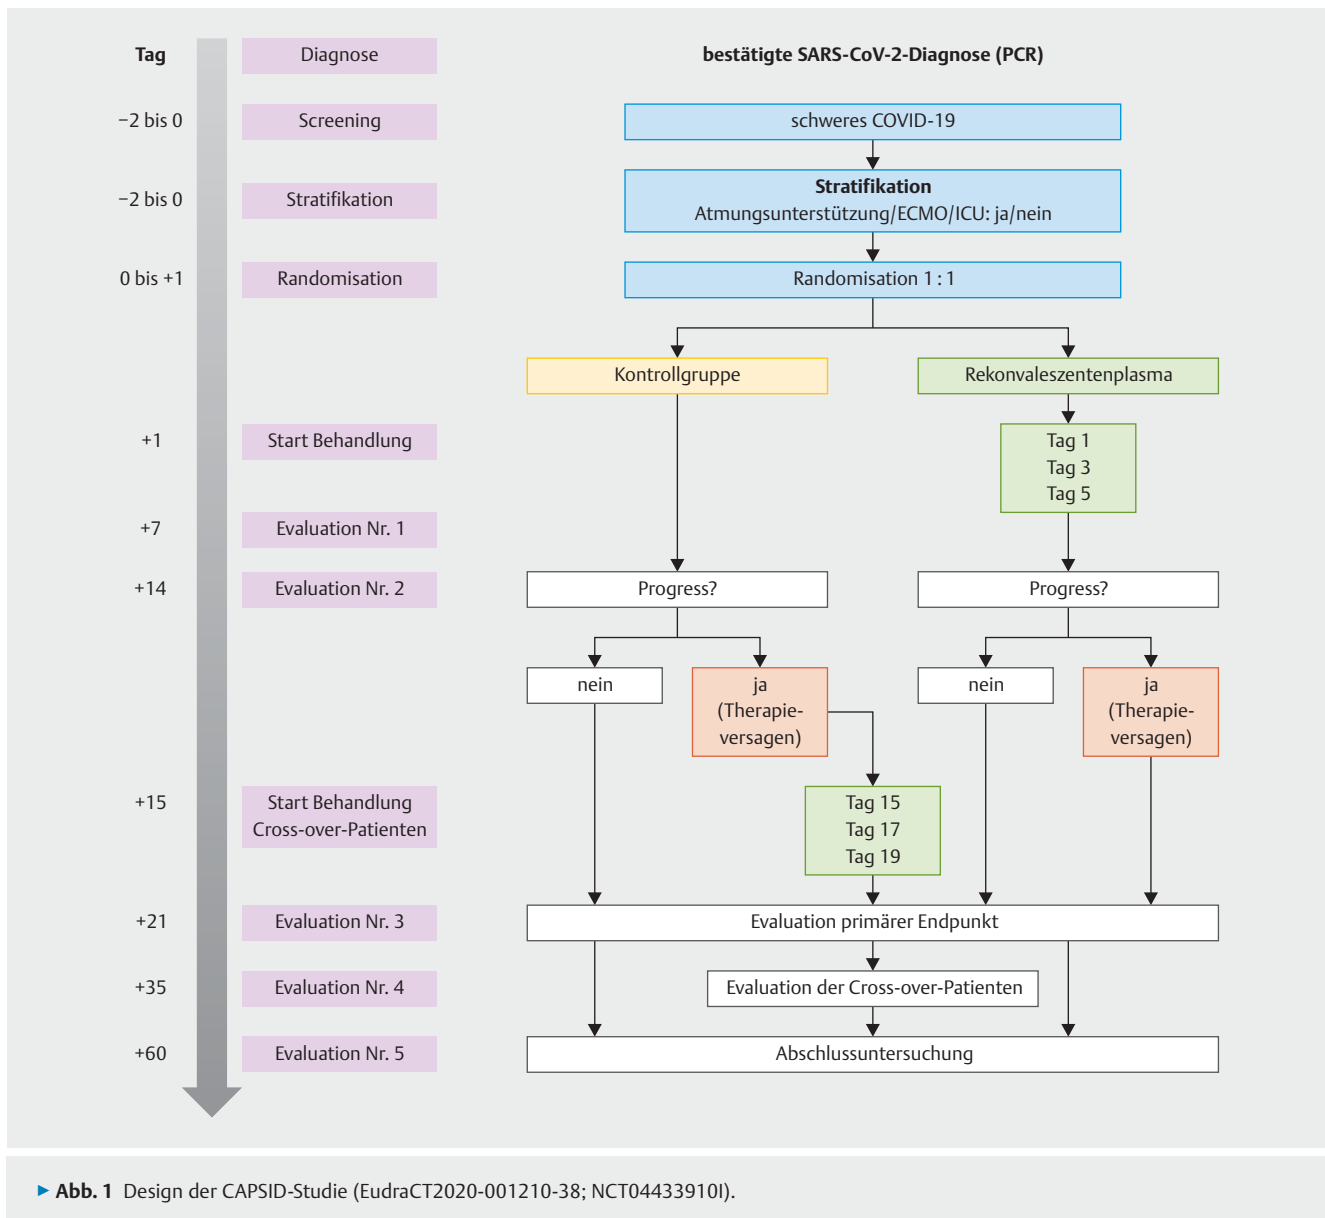 Tag
Diagnose
bestätigte SARS-CoV-2-Diagnose (PCR)
−2 bis 0
Screening
schweres COVID-19
−2 bis 0
Stratifikation
Stratifikation
Atmungsunterstützung/ECMO/ICU: ja/nein
0 bis +1
Randomisation
Randomisation 1 : 1
Kontrollgruppe
Rekonvaleszentenplasma
+1
Start Behandlung
Tag 1
Tag 3
Tag 5
+7
Evaluation Nr. 1
+14
Evaluation Nr. 2
Progress?
Progress?
nein
ja
(Therapie-
versagen)
nein
ja
(Therapie-
versagen)
+15
Start Behandlung
Cross-over-Patienten
Tag 15
Tag 17
Tag 19
+21
Evaluation Nr. 3
Evaluation primärer Endpunkt
+35
Evaluation Nr. 4
Evaluation der Cross-over-Patienten
+60
Evaluation Nr. 5
Abschlussuntersuchung
▶ Abb. 1 Design der CAPSID-Studie (EudraCT2020-001210-38; NCT04433910I).